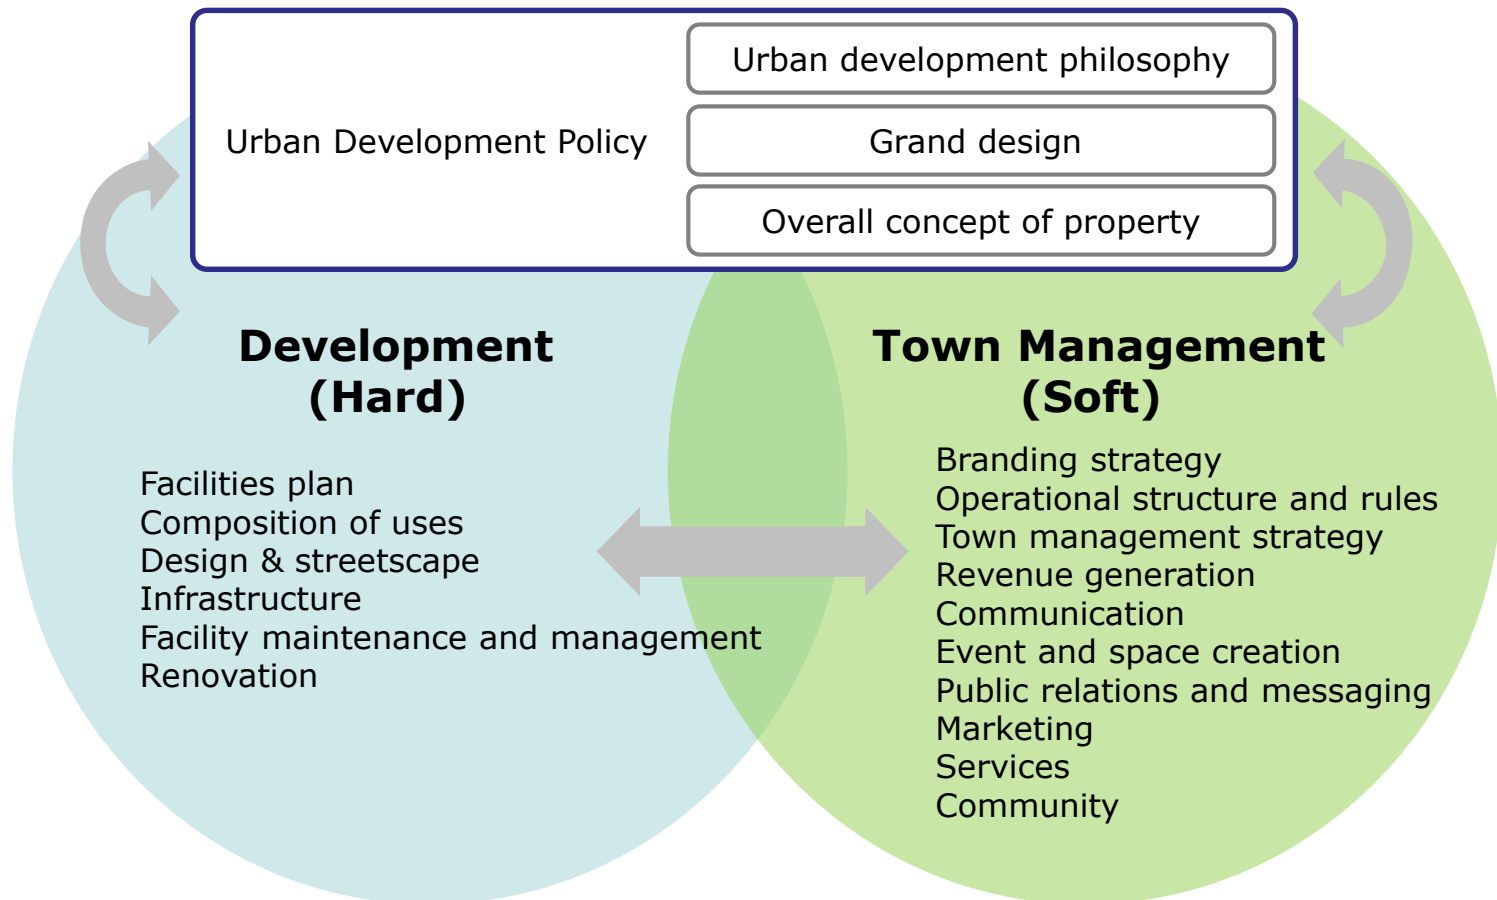 Urban Development Policy
Urban development philosophy
Grand design
Overall concept of property
Development
(Hard)
Facilities plan
Composition of uses
Design & streetscape
Infrastructure
Facility maintenance and management
Renovation
Town Management
(Soft)
Branding strategy
Operational structure and rules
Town management strategy
Revenue generation
Communication
Event and space creation
Public relations and messaging
Marketing
Services
Community